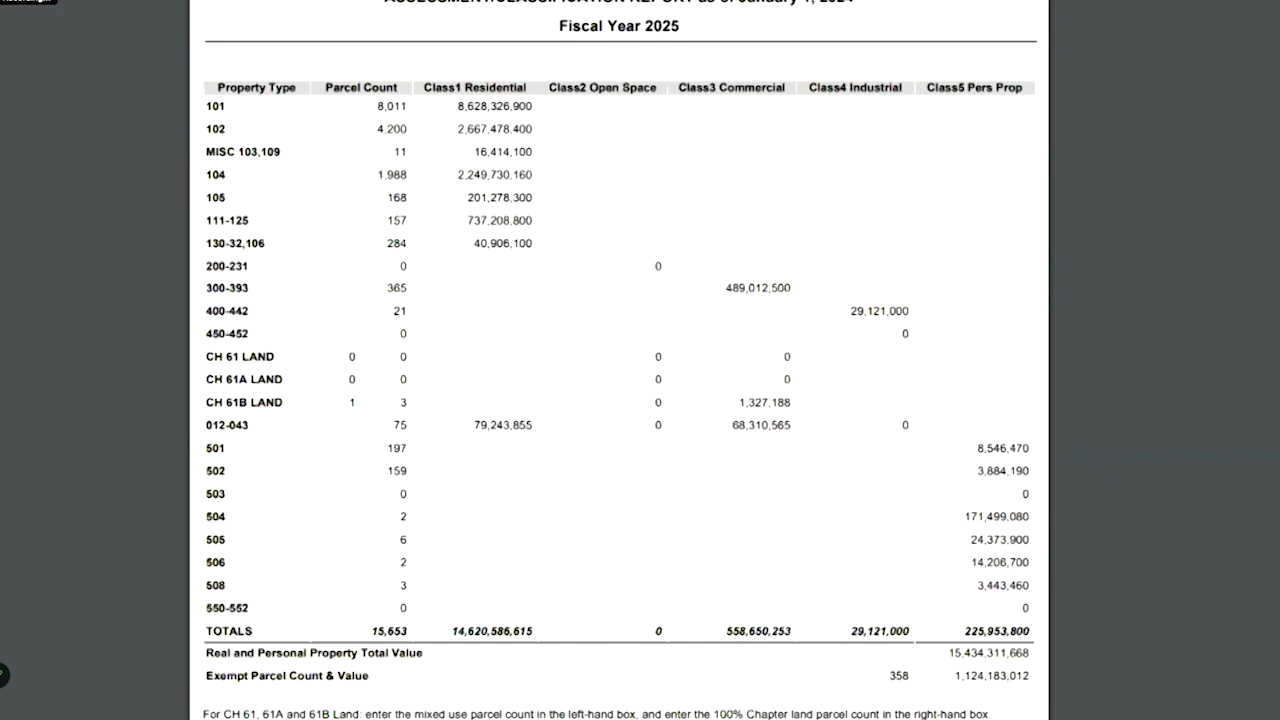 ASSESSMENT/CLASSIFICATION REPORT as of January 1, 2024
Fiscal Year 2025
Property Type Parcel Count Class1 Residential Class2 Open Space Class3 Commercial Class4 Industrial Class5 Pers Prop
101 8,011 8,628,326,900
102 4,200 2,667,478,400
MISC 103,109 11 16,414,100
104 1,988 2,249,730,160
105 168 201,278,300
111-125 157 737,208,800
130-32,106 284 40,906,100
200-231 0 0
300-393 365 489,012,500
400-442 21 29,121,000
450-452 0 0
CH 61 LAND 0 0 0 0
CH 61A LAND 0 0 0 0
CH 61B LAND 1 3 0 1,327,188
012-043 75 79,243,855 0 68,310,565 0
501 197 8,546,470
502 159 3,884,190
503 0 0
504 2 171,499,080
505 6 24,373,900
506 2 14,206,700
508 3 3,443,460
550-552 0 0
TOTALS 15,653 14,620,586,615 0 558,650,253 29,121,000 225,953,800
Real and Personal Property Total Value 15,434,311,668
Exempt Parcel Count & Value 358 1,124,183,012
For CH 61, 61A and 61B Land: enter the mixed use parcel count in the left-hand box, and enter the 100% Chapter land parcel count in the right-hand box.